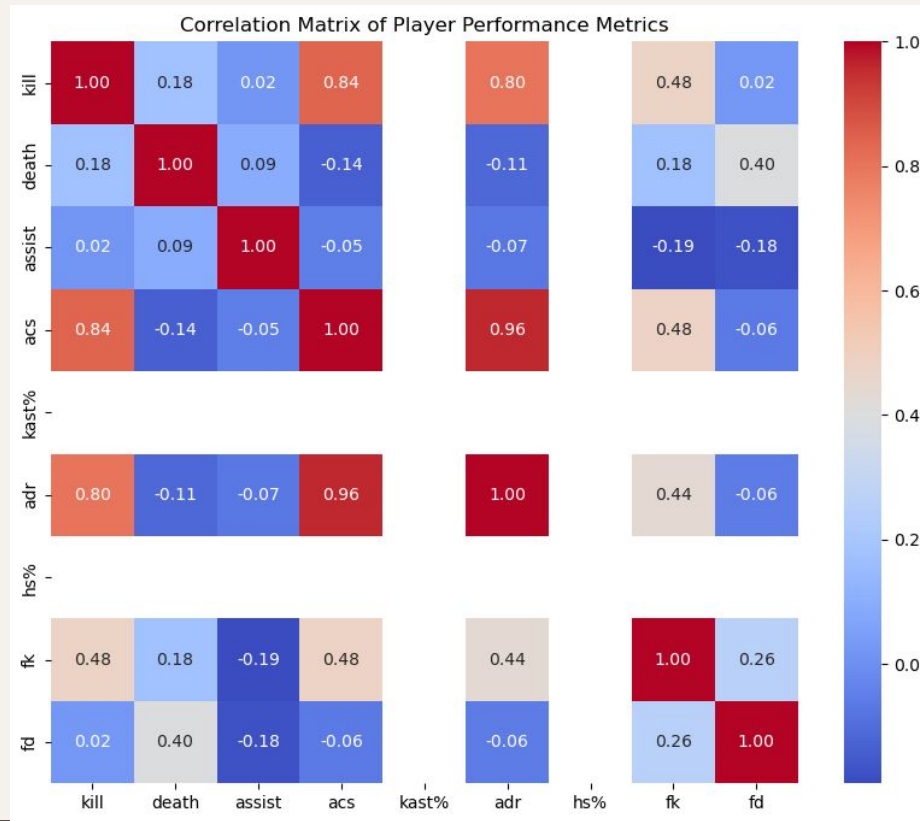 Correlation Matrix of Player Performance Metrics
kill 1.00 0.18 0.02 0.84 0.80 0.48 0.02
death 0.18 1.00 0.09 -0.14 -0.11 0.18 0.40
assist 0.02 0.09 1.00 -0.05 -0.07 -0.19 -0.18
acs 0.84 -0.14 -0.05 1.00 0.96 0.48 -0.06
kast%
adr 0.80 -0.11 -0.07 0.96 1.00 0.44 -0.06
hs%
fk 0.48 0.18 -0.19 0.48 0.44 1.00 0.26
fd 0.02 0.40 -0.18 -0.06 -0.06 0.26 1.00
kill death assist acs kast% adr hs% fk fd
1.0
0.8
0.6
0.4
0.2
0.0